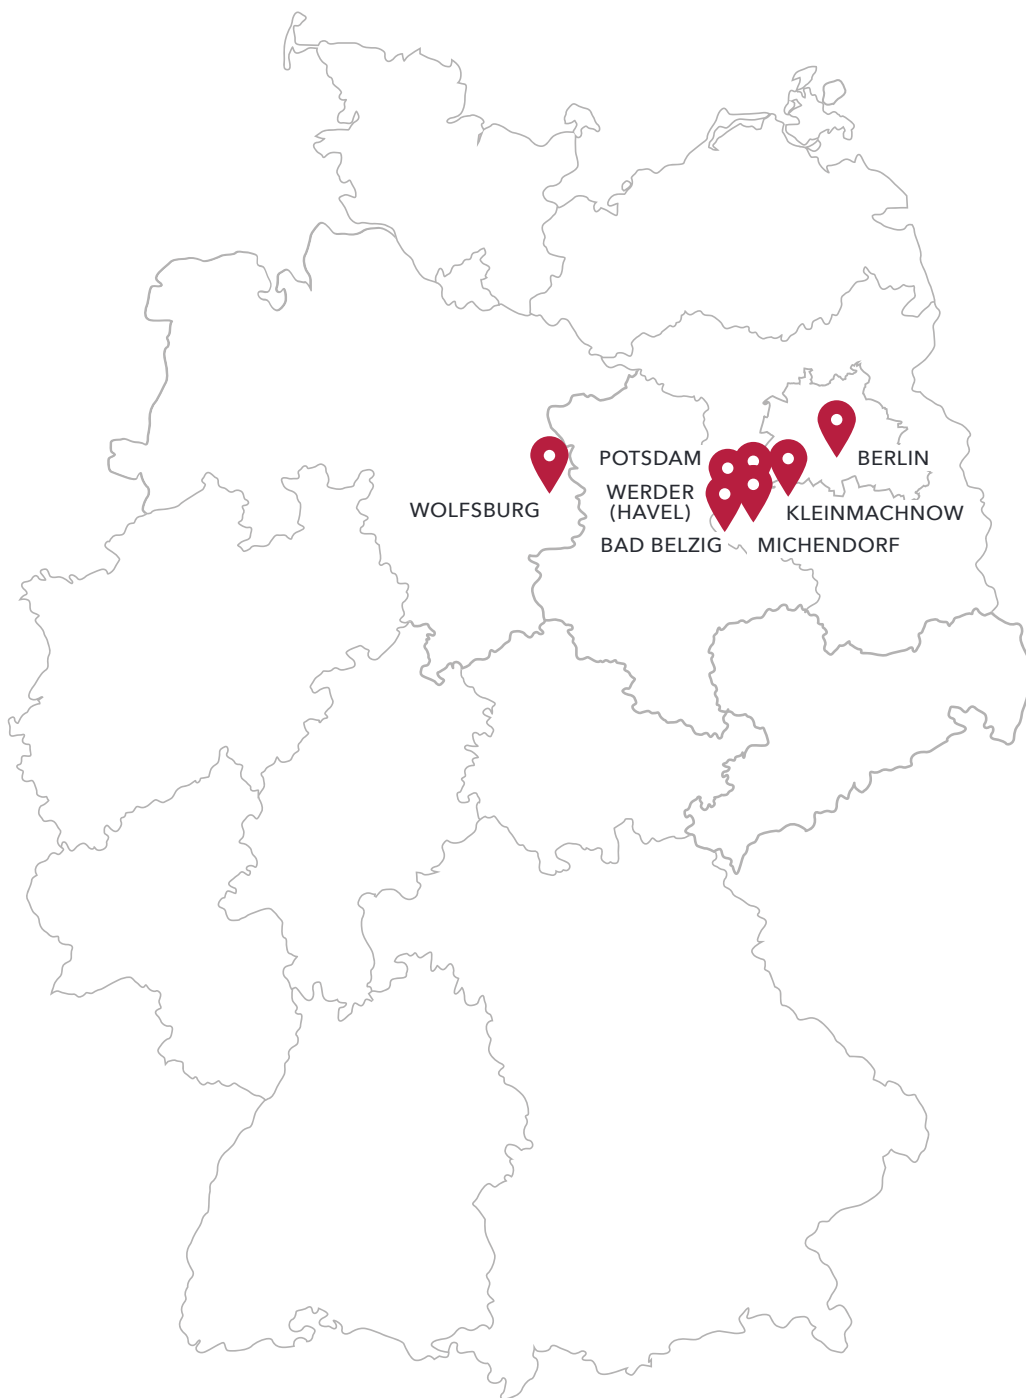 POTSDAM
BERLIN
WERDER
(HAVEL)
WOLFSBURG
KLEINMACHNOW
BAD BELZIG
MICHENDORF